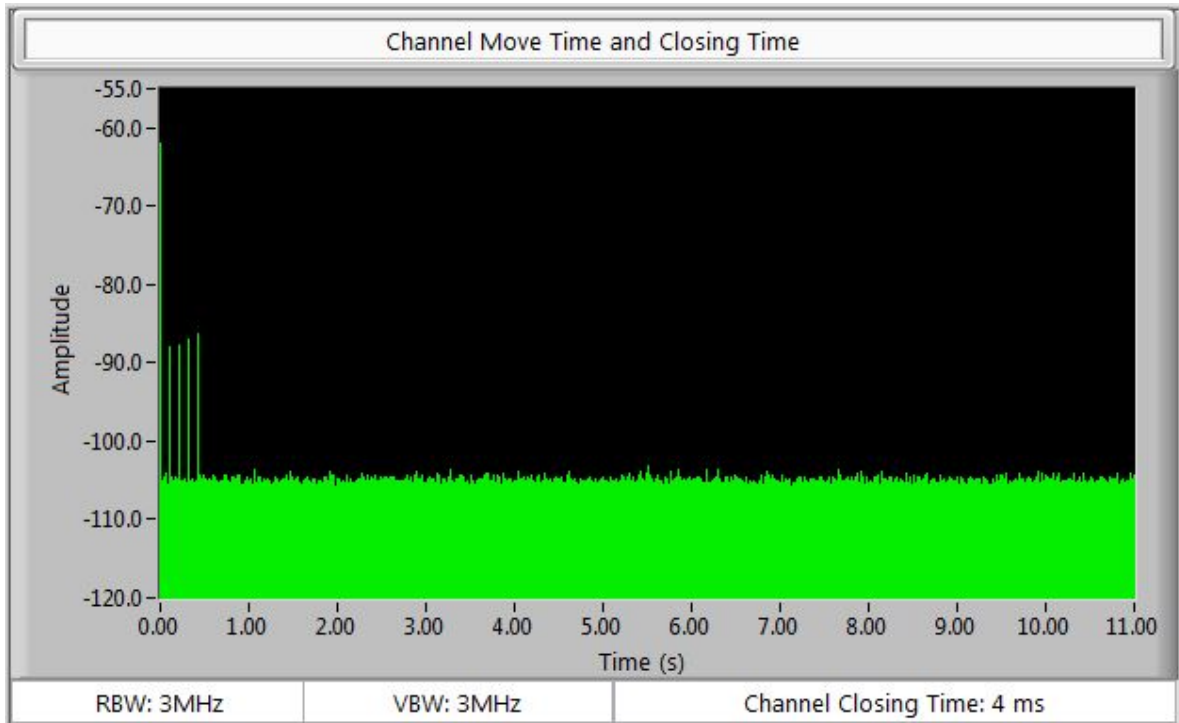 Channel Move Time and Closing Time
-55.0
-60.0
-70.0
-80.0
-90.0
-100.0
-110.0
-120.0
Amplitude
0.00 1.00 2.00 3.00 4.00 5.00 6.00 7.00 8.00 9.00 10.00 11.00
Time (s)
RBW: 3MHz VBW: 3MHz Channel Closing Time: 4 ms